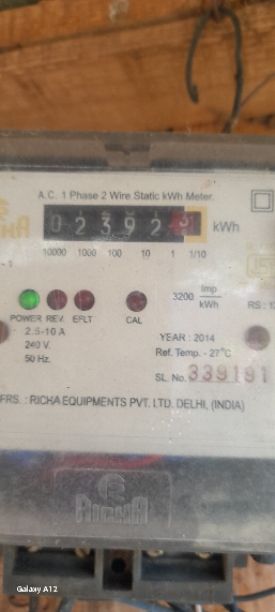 A.C. 1 Phase 2 Wire Static kWh Meter.
0 2 3 9 2 kWh
10000 1000 100 10 1 1/10
3200 Imp/kWh
POWER REV. EFLT CAL
2.5-10 A
240 V.
50 Hz.
YEAR : 2014
Ref. Temp. - 27°C
SL. No. 339191
FRS. : RICHA EQUIPMENTS PVT. LTD. DELHI, (INDIA)
RICHA
Galaxy A12